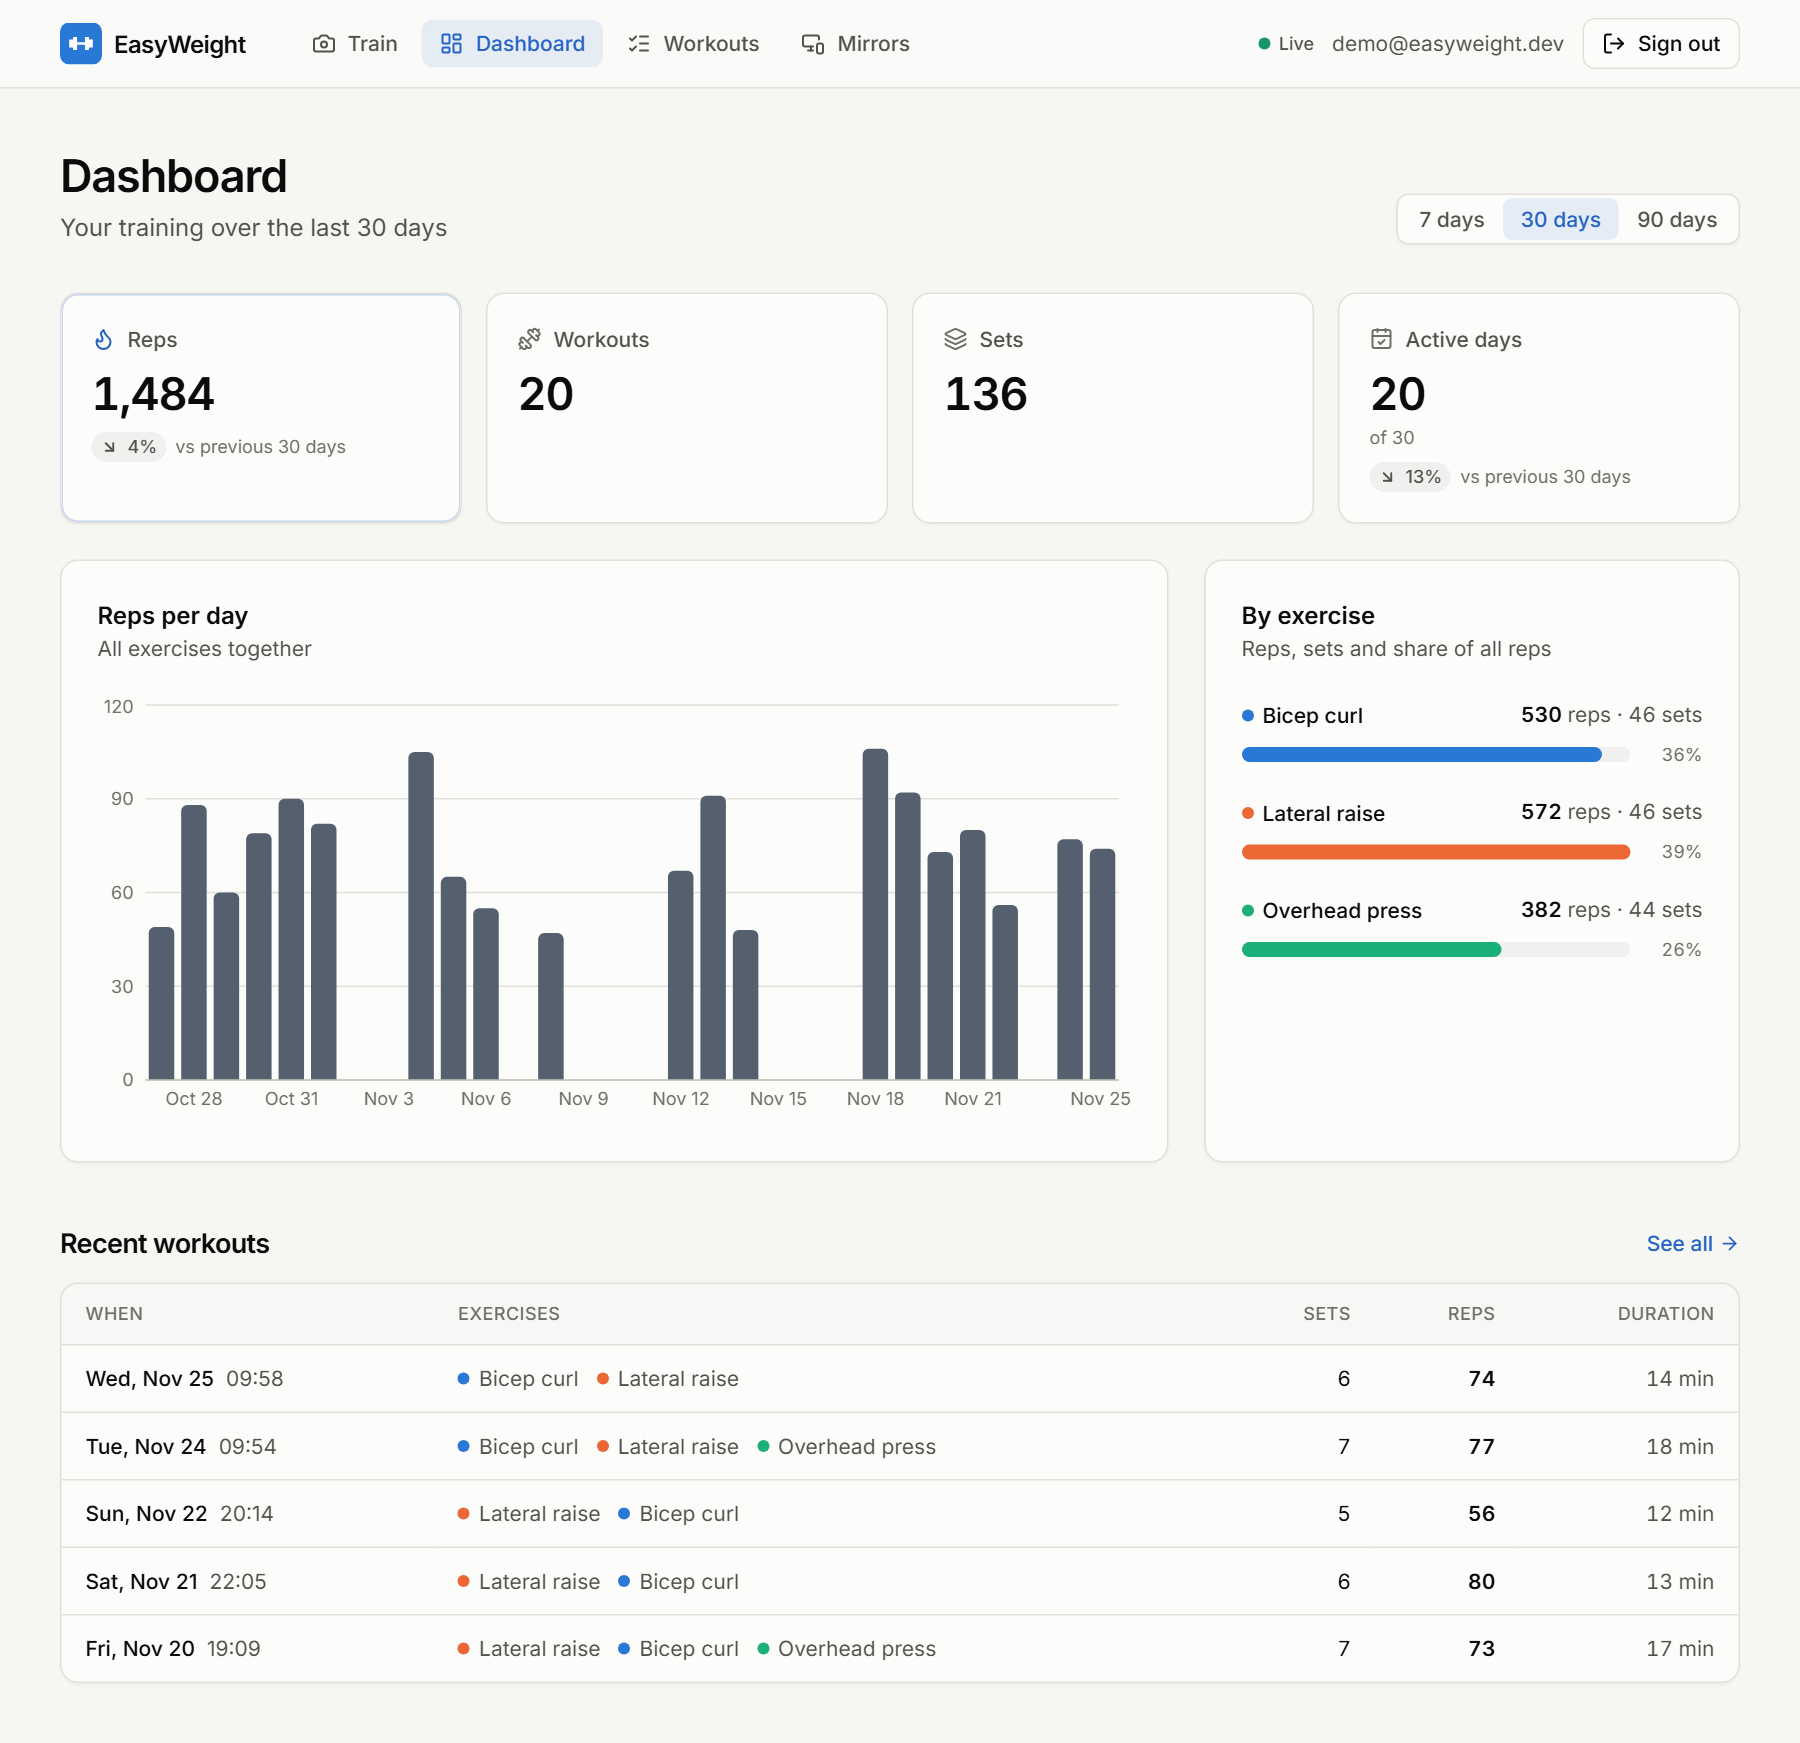 EasyWeight Train Dashboard Workouts Mirrors Live demo@easyweight.dev Sign out
Dashboard
Your training over the last 30 days
7 days 30 days 90 days
Reps
1,484
4% vs previous 30 days
Workouts
20
Sets
136
Active days
20
of 30
13% vs previous 30 days
Reps per day
All exercises together
120
90
60
30
0
Oct 28 Oct 31 Nov 3 Nov 6 Nov 9 Nov 12 Nov 15 Nov 18 Nov 21 Nov 25
By exercise
Reps, sets and share of all reps
Bicep curl 530 reps · 46 sets
36%
Lateral raise 572 reps · 46 sets
39%
Overhead press 382 reps · 44 sets
26%
Recent workouts See all
WHEN EXERCISES SETS REPS DURATION
Wed, Nov 25 09:58 Bicep curl Lateral raise 6 74 14 min
Tue, Nov 24 09:54 Bicep curl Lateral raise Overhead press 7 77 18 min
Sun, Nov 22 20:14 Lateral raise Bicep curl 5 56 12 min
Sat, Nov 21 22:05 Lateral raise Bicep curl 6 80 13 min
Fri, Nov 20 19:09 Lateral raise Bicep curl Overhead press 7 73 17 min